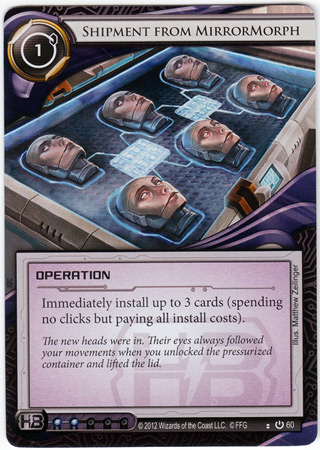 1
SHIPMENT FROM MIRRORMORPH
OPERATION
Immediately install up to 3 cards (spending
no clicks but paying all install costs).
The new heads were in. Their eyes always followed
your movements when you unlocked the pressurized
container and lifted the lid.
Illus. Matthew Zeilinger
HB
HB
© 2012 Wizards of the Coast LLC. © FFG
60